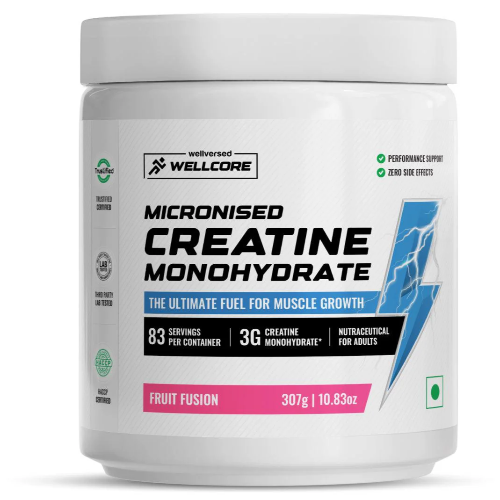 wellversed
WELLCORE
PERFORMANCE SUPPORT
ZERO SIDE EFFECTS
Trustified
TRUSTIFIED
CERTIFIED
LAB
THIRD PARTY
LAB TESTED
HACCP
HACCP
CERTIFIED
MICRONISED
CREATINE
MONOHYDRATE
THE ULTIMATE FUEL FOR MUSCLE GROWTH
83 SERVINGS PER CONTAINER
3G CREATINE MONOHYDRATE*
NUTRACEUTICAL FOR ADULTS
FRUIT FUSION
307g | 10.83oz